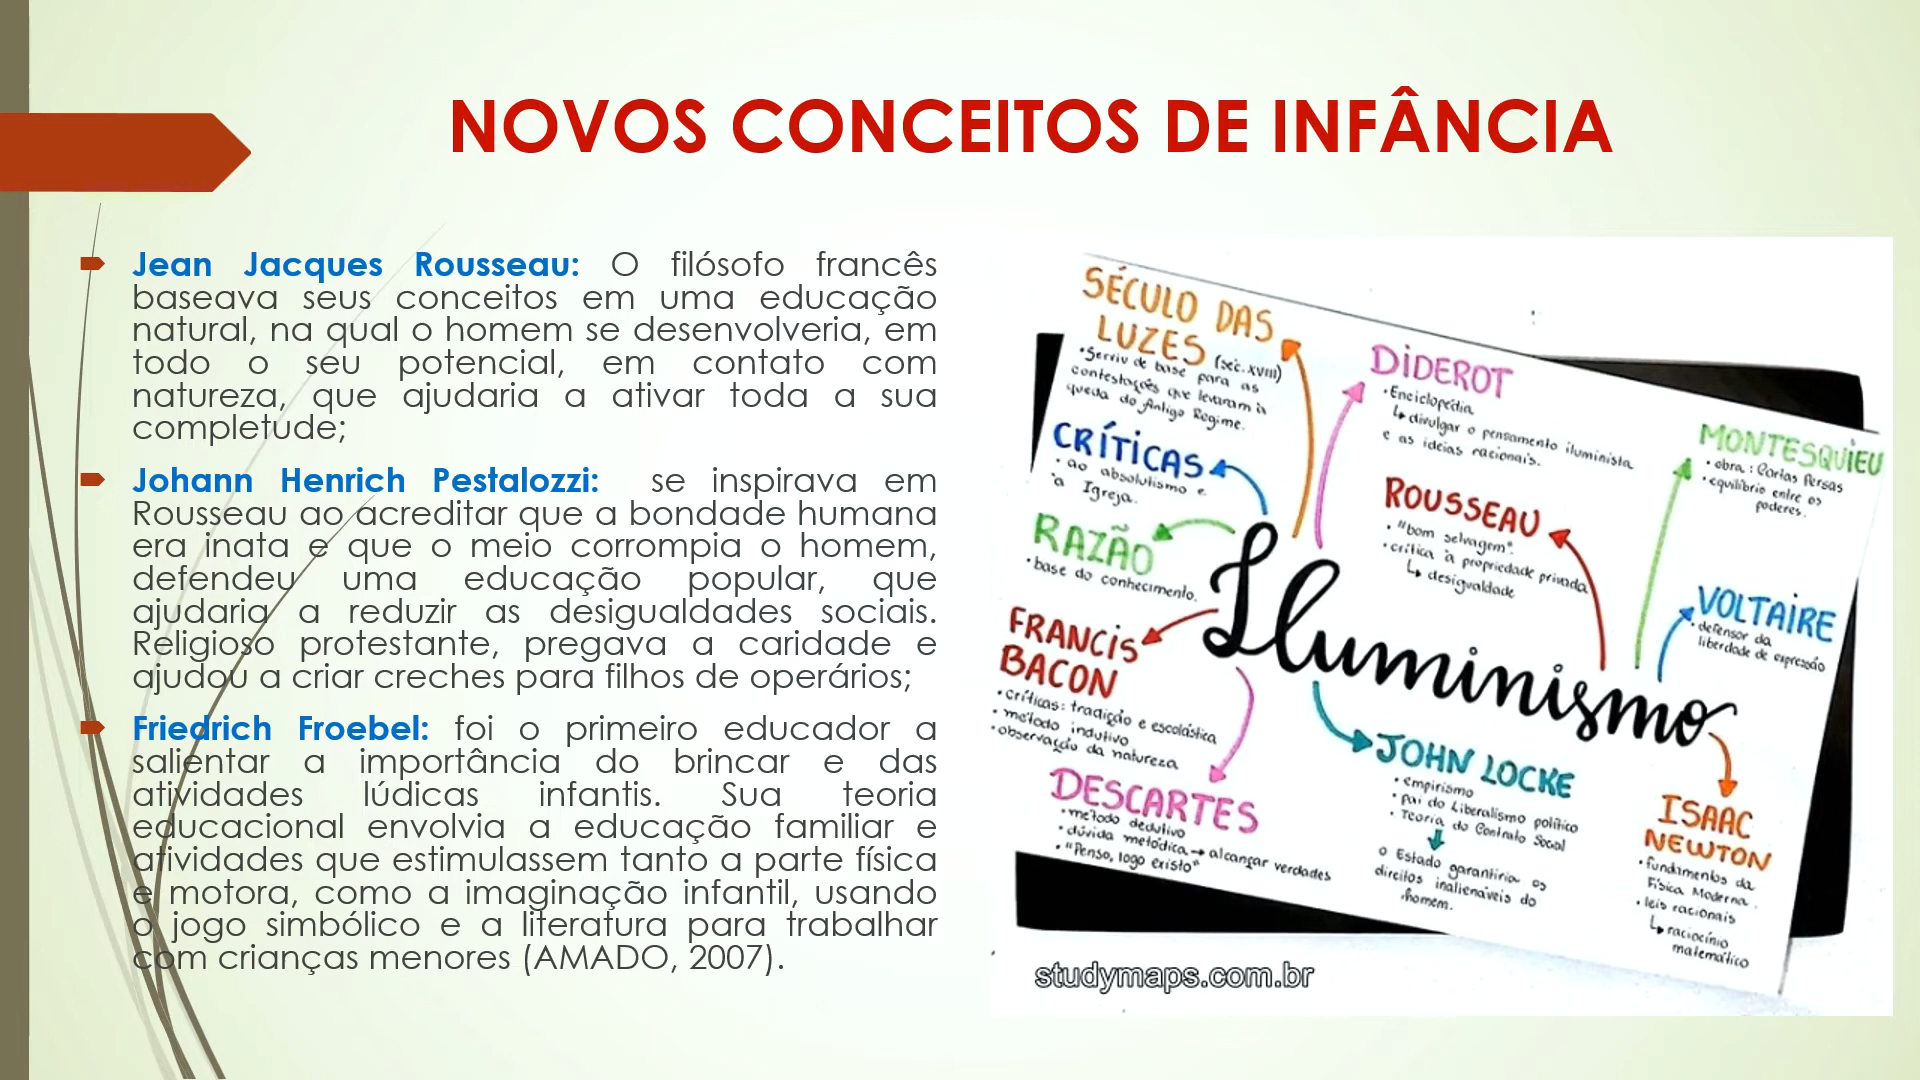 NOVOS CONCEITOS DE INFÂNCIA
Jean Jacques Rousseau: O filósofo francês
baseava seus conceitos em uma educação
natural, na qual o homem se desenvolveria, em
todo o seu potencial, em contato com
natureza, que ajudaria a ativar toda a sua
completude;
Johann Henrich Pestalozzi: se inspirava em
Rousseau ao acreditar que a bondade humana
era inata e que o meio corrompia o homem,
defendeu uma educação popular, que
ajudaria a reduzir as desigualdades sociais.
Religioso protestante, pregava a caridade e
ajudou a criar creches para filhos de operários;
Friedrich Froebel: foi o primeiro educador a
salientar a importância do brincar e das
atividades lúdicas infantis. Sua teoria
educacional envolvia a educação familiar e
atividades que estimulassem tanto a parte física
e motora, como a imaginação infantil, usando
o jogo simbólico e a literatura para trabalhar
com crianças menores (AMADO, 2007).
SÉCULO DAS
LUZES (séc. XVIII)
•Serviu de base para as
contestações que levaram à
queda do Antigo Regime.
CRÍTICAS
• ao absolutismo e
à Igreja.
RAZÃO
•base do conhecimento.
FRANCIS
BACON
•críticas: tradição e escolástica
•método indutivo
•observação da natureza
DESCARTES
•método dedutivo
•dúvida metódica → alcançar verdades
•"Penso, logo existo"
Iluminismo
DIDEROT
•Enciclopédia
↳ divulgar o pensamento iluminista
e as ideias racionais.
ROUSSEAU
•"bom selvagem".
•crítica à propriedade privada
↳ desigualdade
MONTESQUIEU
•obra: Cartas Persas
•equilíbrio entre os
poderes.
VOLTAIRE
•defensor da
liberdade de expressão
JOHN LOCKE
•empirismo
•pai do Liberalismo político
•Teoria do Contrato Social
↓
o Estado garantiria os
direitos inalienáveis do
homem.
ISAAC
NEWTON
•fundamentos da
Física Moderna.
•leis racionais
↳ raciocínio
matemático
studymaps.com.br